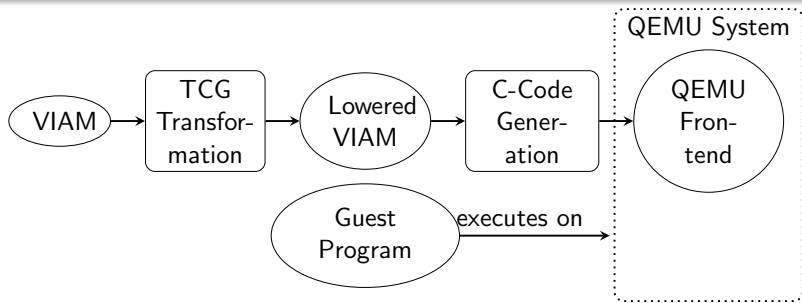 QEMU System
VIAM
TCG
Transfor-
mation
Lowered
VIAM
C-Code
Gener-
ation
QEMU
Fron-
tend
Guest
Program
executes on